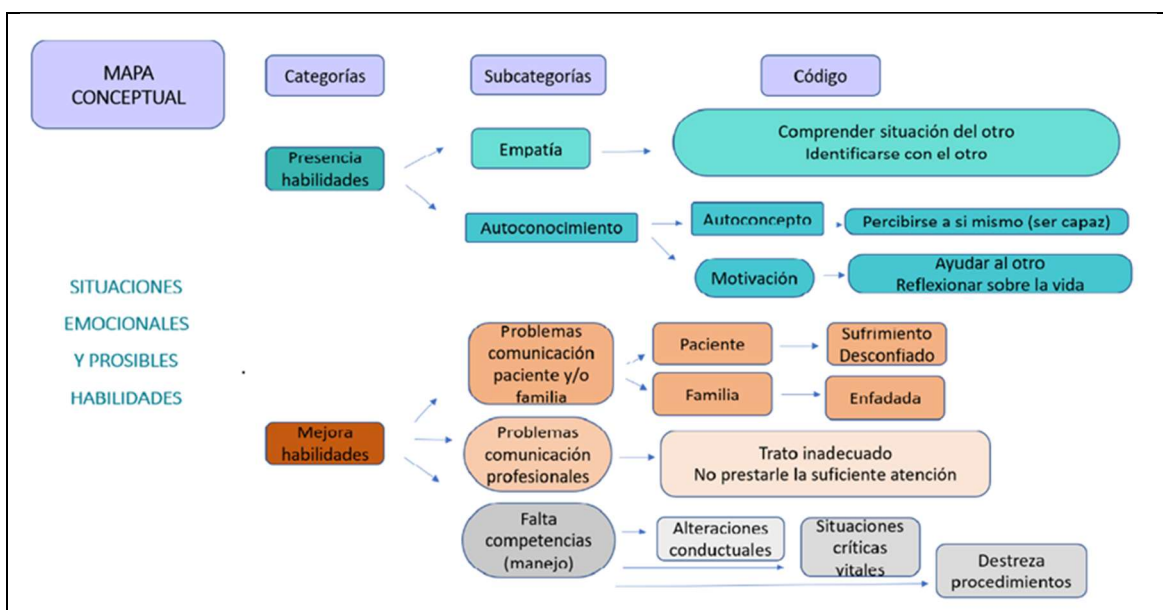 MAPA
CONCEPTUAL
Categorías
Subcategorías
Código
Presencia
habilidades
Empatía
Comprender situación del otro
Identificarse con el otro
Autoconocimiento
Autoconcepto
Percibirse a si mismo (ser capaz)
Motivación
Ayudar al otro
Reflexionar sobre la vida
SITUACIONES
EMOCIONALES
Y PROSIBLES
HABILIDADES
Mejora
habilidades
Problemas
comunicación
paciente y/o
familia
Paciente
Sufrimiento
Desconfiado
Familia
Enfadada
Problemas
comunicación
profesionales
Trato inadecuado
No prestarle la suficiente atención
Falta
competencias
(manejo)
Alteraciones
conductuales
Situaciones
críticas
vitales
Destreza
procedimientos